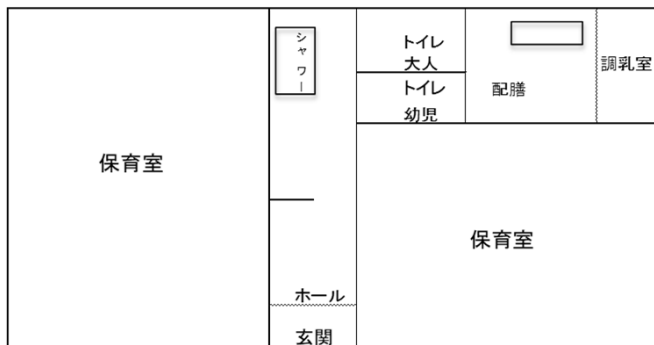 シャワー
トイレ
大人
トイレ
幼児
配膳
調乳室
保育室
保育室
ホール
玄関